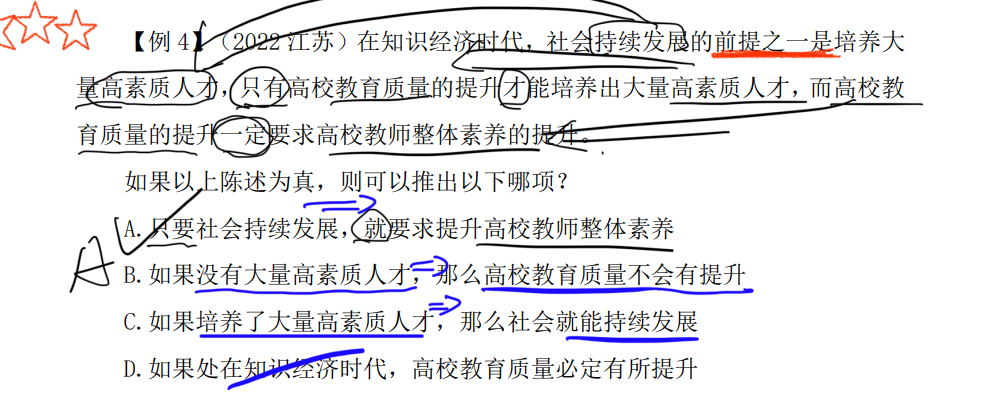 【例 4】（2022 江苏）在知识经济时代，社会持续发展的前提之一是培养大
量高素质人才，只有高校教育质量的提升才能培养出大量高素质人才，而高校教
育质量的提升一定要求高校教师整体素养的提升。
如果以上陈述为真，则可以推出以下哪项？
A.只要社会持续发展，就要求提升高校教师整体素养
B.如果没有大量高素质人才，那么高校教育质量不会有提升
A
C.如果培养了大量高素质人才，那么社会就能持续发展
D.如果处在知识经济时代，高校教育质量必定有所提升